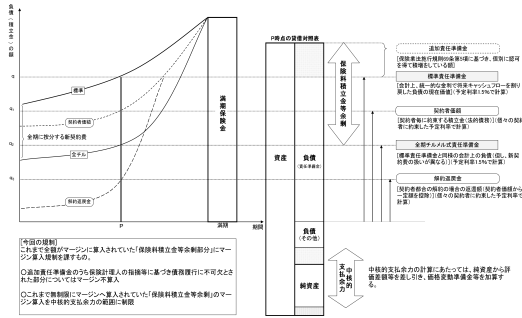 負債（積立金）の額
q
q₁
q₂
q₃
標準
契約者価額
全期に按分する新契約費
全チル
契約返戻金
満期保険金
P
満期
期間
P時点の貸借対照表
資産
負債
(責任準備金)
負債
(その他)
純資産
保険料積立金等余剰
中核的支払余力
追加責任準備金
[保険業法施行規則69条第5項に基づき、個別に認可
を得て積増をしている額]
標準責任準備金
[会計上、統一的な金利で将来キャッシュフローを割り
戻した負債の現在価値](予定利率1.5%で計算)
契約者価額
[契約者毎に約束する積立金(法的債務)](個々の契約
者に約束した予定利率で計算)
全期チルメル式責任準備金
[標準責任準備金と同様の会計上の負債(但し、新契
約費の扱いが異なる)](予定利率1.5%で計算)
解約返戻金
[契約者都合の解約の場合の返還額(契約者価額から
一定額を控除)](個々の契約者に約束した予定利率で
計算)
[今回の規制]
これまで全額がマージンに算入されていた「保険料積立金等余剰部分」にマー
ジン算入規制を課すもの。
○追加責任準備金のうち保険計理人の指摘等に基づき債務履行に不可欠とさ
れた部分についてはマージン不算入
○これまで無制限にマージンへ算入されていた「保険料積立金等余剰」のマー
ジン算入を中核的支払余力の範囲に制限
中核的支払余力の計算にあたっては、純資産から評
価差額等を差し引き、価格変動準備金等を加算す
る。